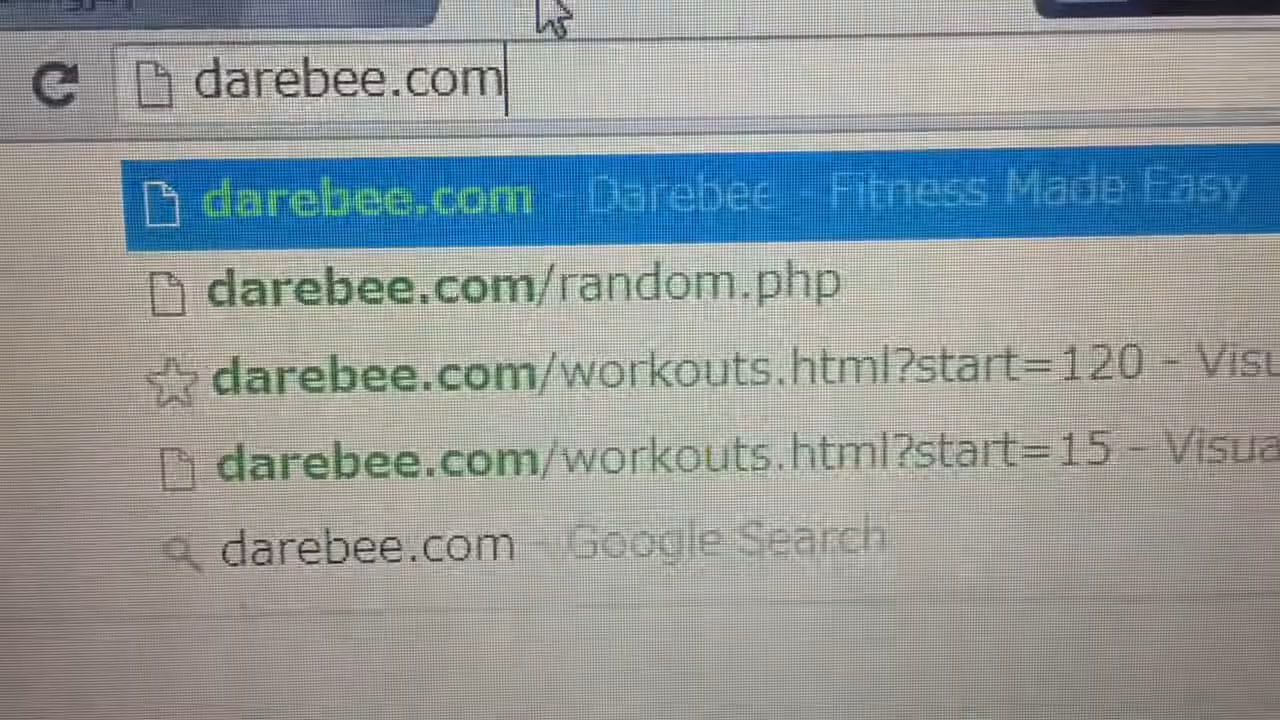 darebee.com
darebee.com - Darebee - Fitness Made Easy
darebee.com/random.php
darebee.com/workouts.html?start=120 - Visu
darebee.com/workouts.html?start=15 - Visua
darebee.com - Google Search